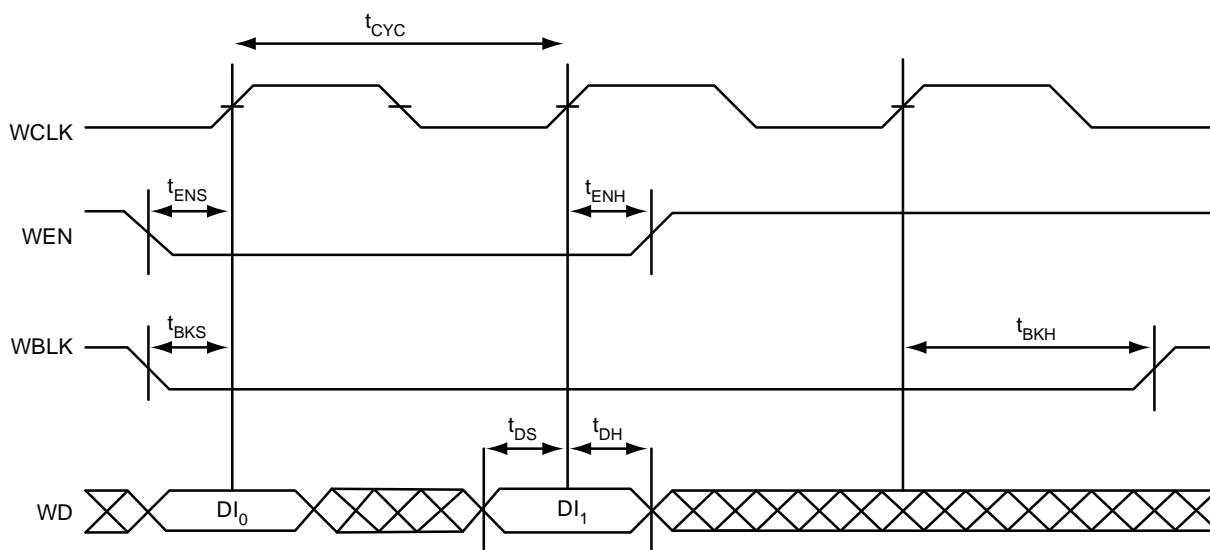 tCYC
WCLK
tENS
tENH
WEN
tBKS
tBKH
WBLK
tDS
tDH
WD
DI0
DI1